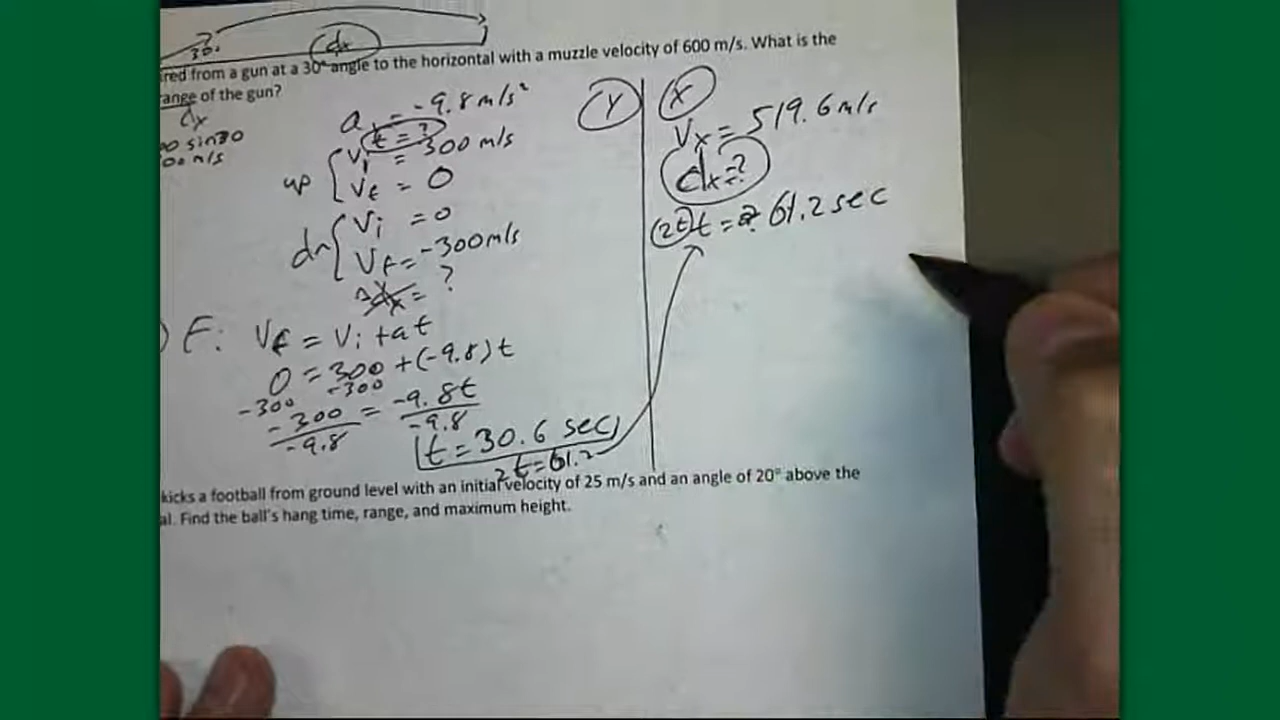 30°
dx
red from a gun at a 30° angle to the horizontal with a muzzle velocity of 600 m/s. What is the
ange of the gun?
dx
00 sin30
00 m/s
a = -9.8 m/s²
t = ?
up Vi = 300 m/s
Vf = 0
dn Vi = 0
Vf = -300 m/s
= ?
F: Vf = Vi + at
0 = 300 + (-9.8)t
-300 -300
-300 = -9.8t
-9.8 -9.8
t = 30.6 sec
2t = 61.2
Y
X
Vx = 519.6 m/s
dx = ?
(2t) t = 61.2 sec
kicks a football from ground level with an initial velocity of 25 m/s and an angle of 20° above the
al. Find the ball's hang time, range, and maximum height.